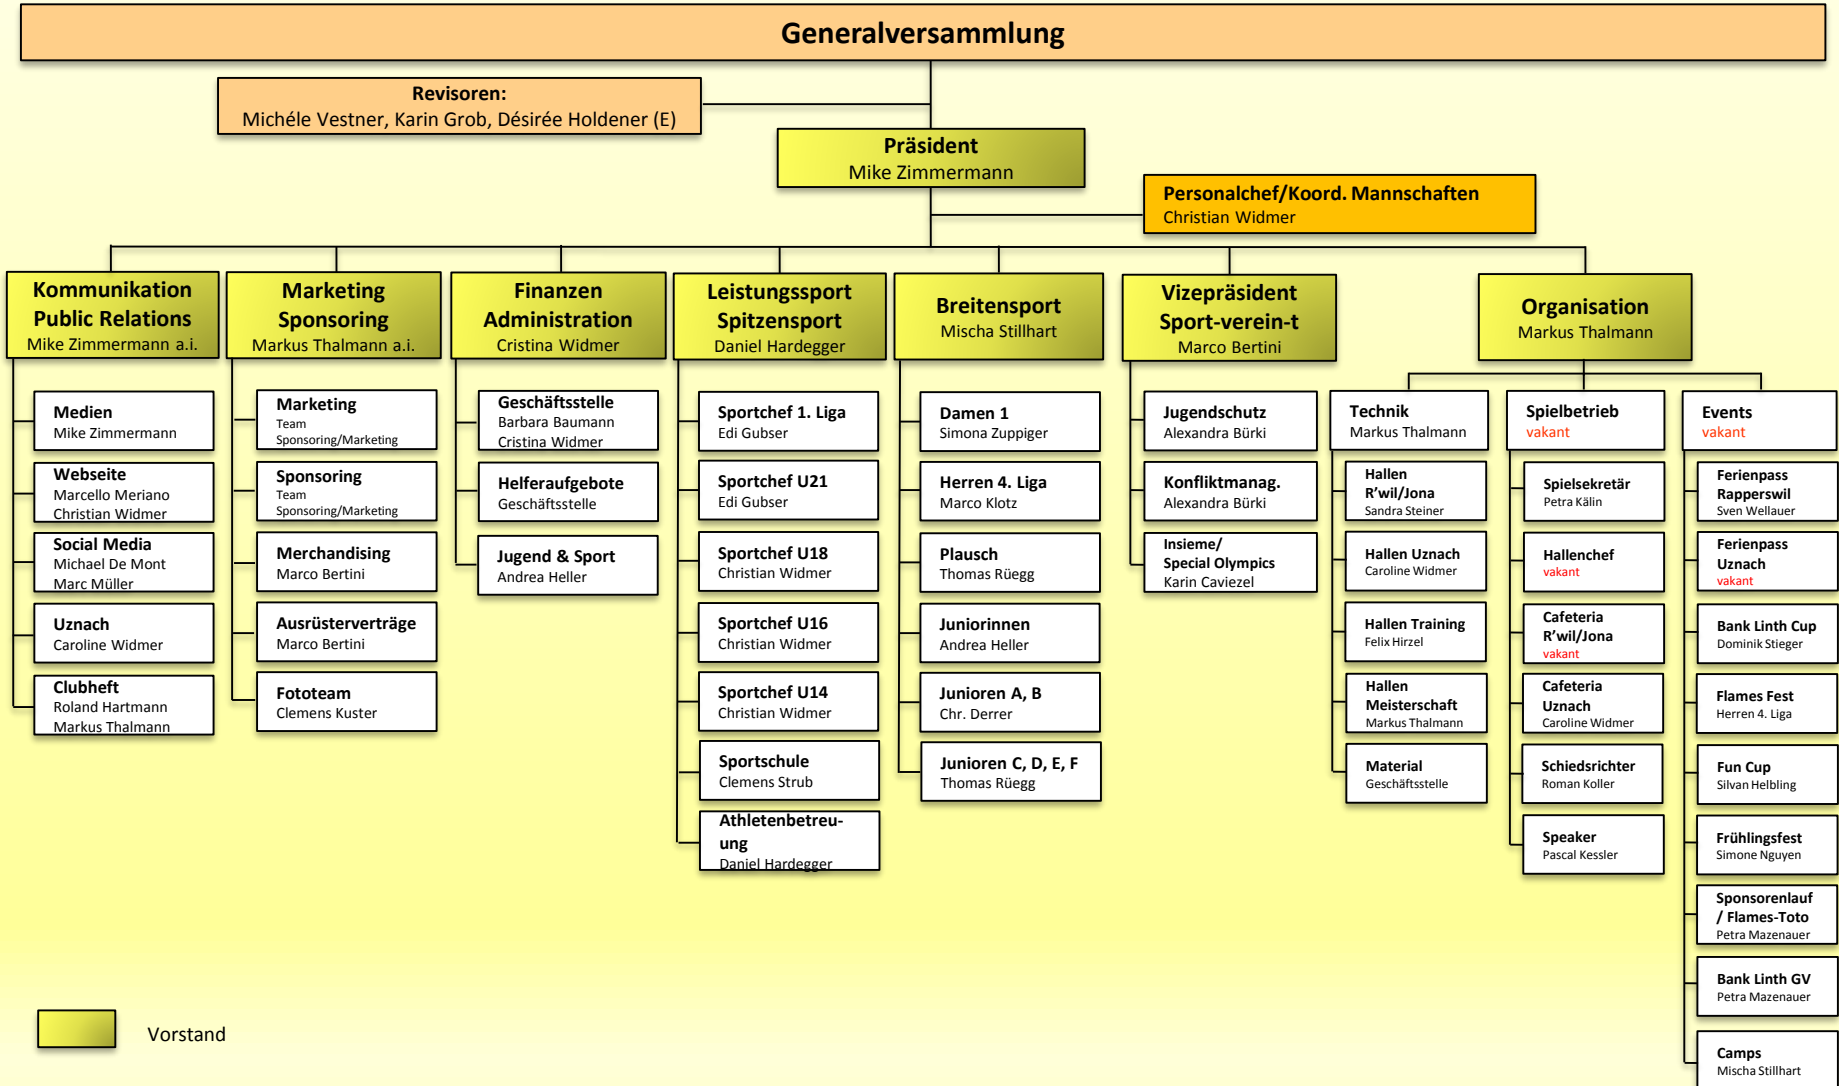 Generalversammlung
Revisoren:
Michéle Vestner, Karin Grob, Désirée Holdener (E)
Präsident
Mike Zimmermann
Personalchef/Koord. Mannschaften
Christian Widmer
Kommunikation
Public Relations
Mike Zimmermann a.i.
Medien
Mike Zimmermann
Webseite
Marcello Meriano
Christian Widmer
Social Media
Michael De Mont
Marc Müller
Uznach
Caroline Widmer
Clubheft
Roland Hartmann
Markus Thalmann
Marketing
Sponsoring
Markus Thalmann a.i.
Marketing
Team
Sponsoring/Marketing
Sponsoring
Team
Sponsoring/Marketing
Merchandising
Marco Bertini
Ausrüsterverträge
Marco Bertini
Fototeam
Clemens Kuster
Finanzen
Administration
Cristina Widmer
Geschäftsstelle
Barbara Baumann
Cristina Widmer
Helferaufgebote
Geschäftsstelle
Jugend & Sport
Andrea Heller
Leistungssport
Spitzensport
Daniel Hardegger
Sportchef 1. Liga
Edi Gubser
Sportchef U21
Edi Gubser
Sportchef U18
Christian Widmer
Sportchef U16
Christian Widmer
Sportchef U14
Christian Widmer
Sportschule
Clemens Strub
Athletenbetreu-
ung
Daniel Hardegger
Breitensport
Mischa Stillhart
Damen 1
Simona Zuppiger
Herren 4. Liga
Marco Klotz
Plausch
Thomas Rüegg
Juniorinnen
Andrea Heller
Junioren A, B
Chr. Derrer
Junioren C, D, E, F
Thomas Rüegg
Vizepräsident
Sport-verein-t
Marco Bertini
Jugendschutz
Alexandra Bürki
Konfliktmanag.
Alexandra Bürki
Insieme/
Special Olympics
Karin Caviezel
Organisation
Markus Thalmann
Technik
Markus Thalmann
Hallen
R'wil/Jona
Sandra Steiner
Hallen Uznach
Caroline Widmer
Hallen Training
Felix Hirzel
Hallen
Meisterschaft
Markus Thalmann
Material
Geschäftsstelle
Spielbetrieb
vakant
Spielsekretär
Petra Kälin
Hallenchef
vakant
Cafeteria
R'wil/Jona
vakant
Cafeteria
Uznach
Caroline Widmer
Schiedsrichter
Roman Koller
Speaker
Pascal Kessler
Events
vakant
Ferienpass
Rapperswil
Sven Wellauer
Ferienpass
Uznach
vakant
Bank Linth Cup
Dominik Stieger
Flames Fest
Herren 4. Liga
Fun Cup
Silvan Helbling
Frühlingsfest
Simone Nguyen
Sponsorenlauf
/ Flames-Toto
Petra Mazenauer
Bank Linth GV
Petra Mazenauer
Camps
Mischa Stillhart
Vorstand